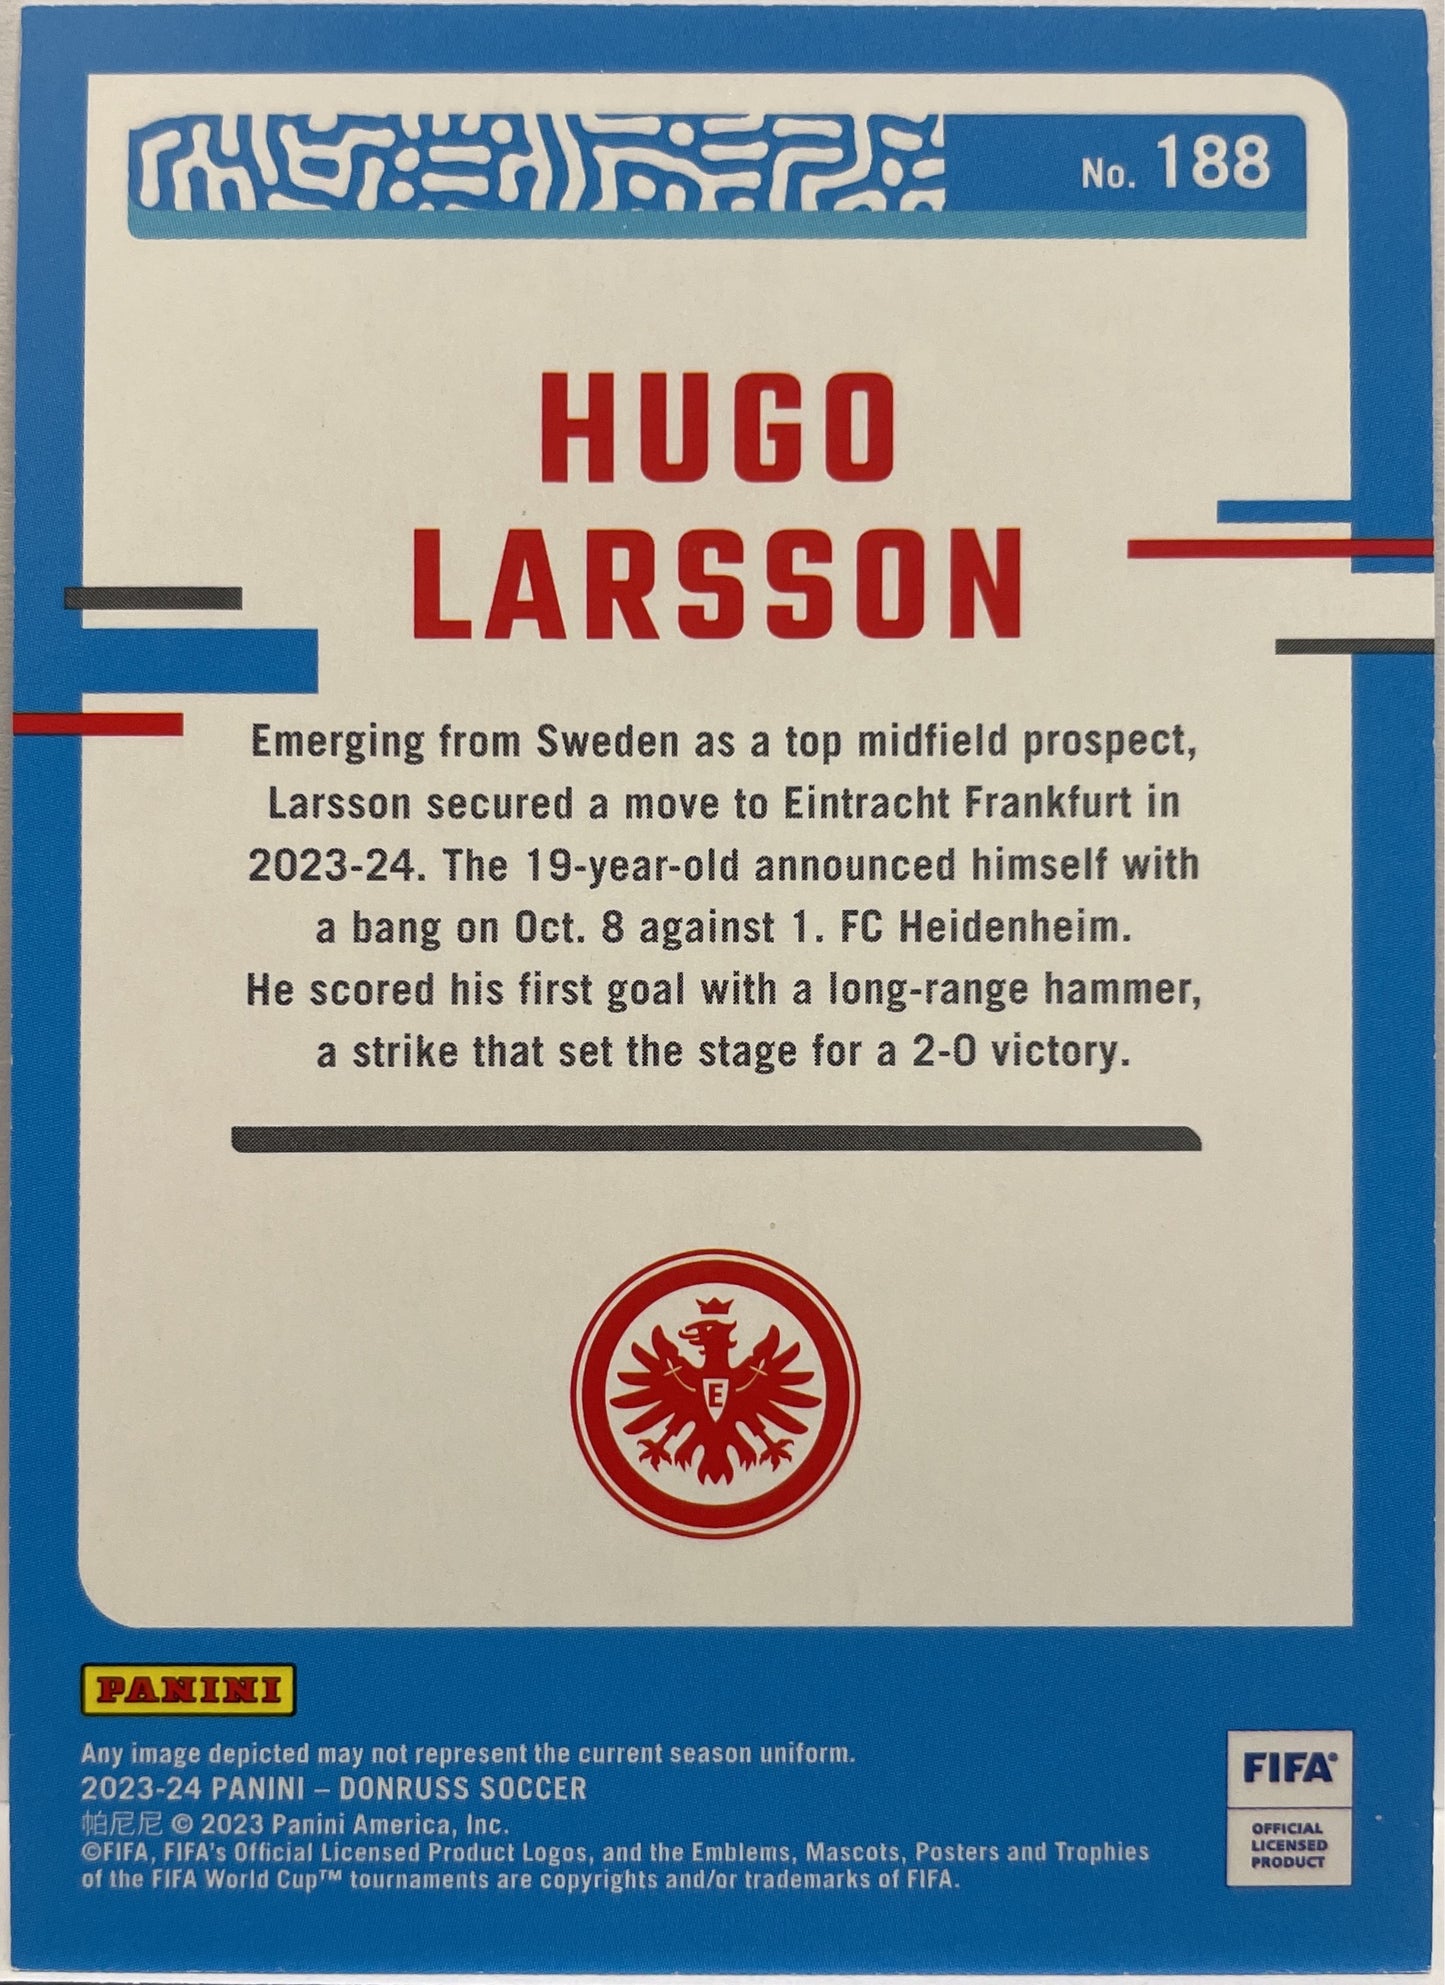 No. 188
HUGO
LARSSON
Emerging from Sweden as a top midfield prospect,
Larsson secured a move to Eintracht Frankfurt in
2023-24. The 19-year-old announced himself with
a bang on Oct. 8 against 1. FC Heidenheim.
He scored his first goal with a long-range hammer,
a strike that set the stage for a 2-0 victory.
E
PANINI
Any image depicted may not represent the current season uniform.
2023-24 PANINI – DONRUSS SOCCER
帕尼尼 © 2023 Panini America, Inc.
©FIFA, FIFA's Official Licensed Product Logos, and the Emblems, Mascots, Posters and Trophies
of the FIFA World Cup™ tournaments are copyrights and/or trademarks of FIFA.
FIFA®
OFFICIAL
LICENSED
PRODUCT